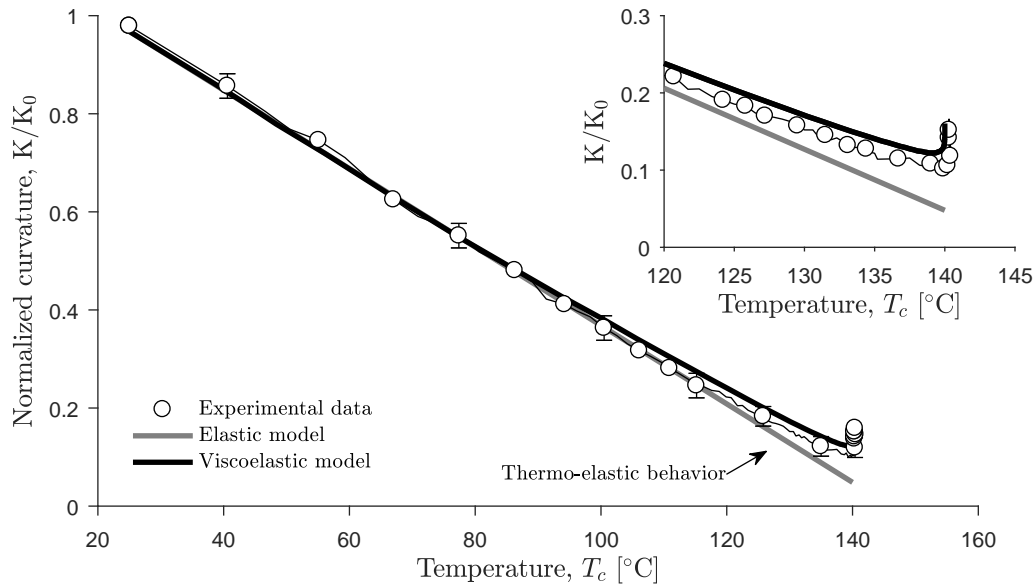 1
0.8
0.6
0.4
0.2
0
Normalized curvature, K/K₀
20 40 60 80 100 120 140 160
Temperature, T_c [°C]
Experimental data
Elastic model
Viscoelastic model
Thermo-elastic behavior
0.3
0.2
0.1
0
K/K₀
120 125 130 135 140 145
Temperature, T_c [°C]